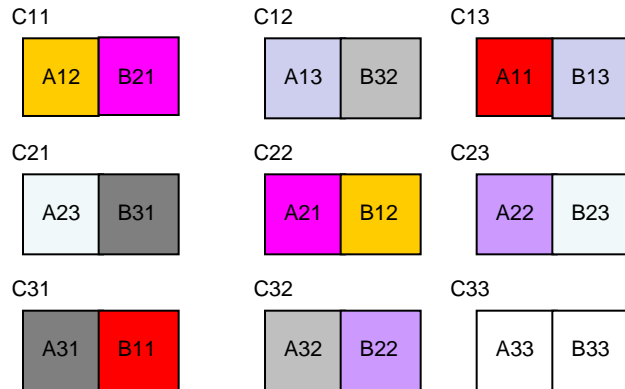 C11 C12 C13
A12 B21 A13 B32 A11 B13
C21 C22 C23
A23 B31 A21 B12 A22 B23
C31 C32 C33
A31 B11 A32 B22 A33 B33